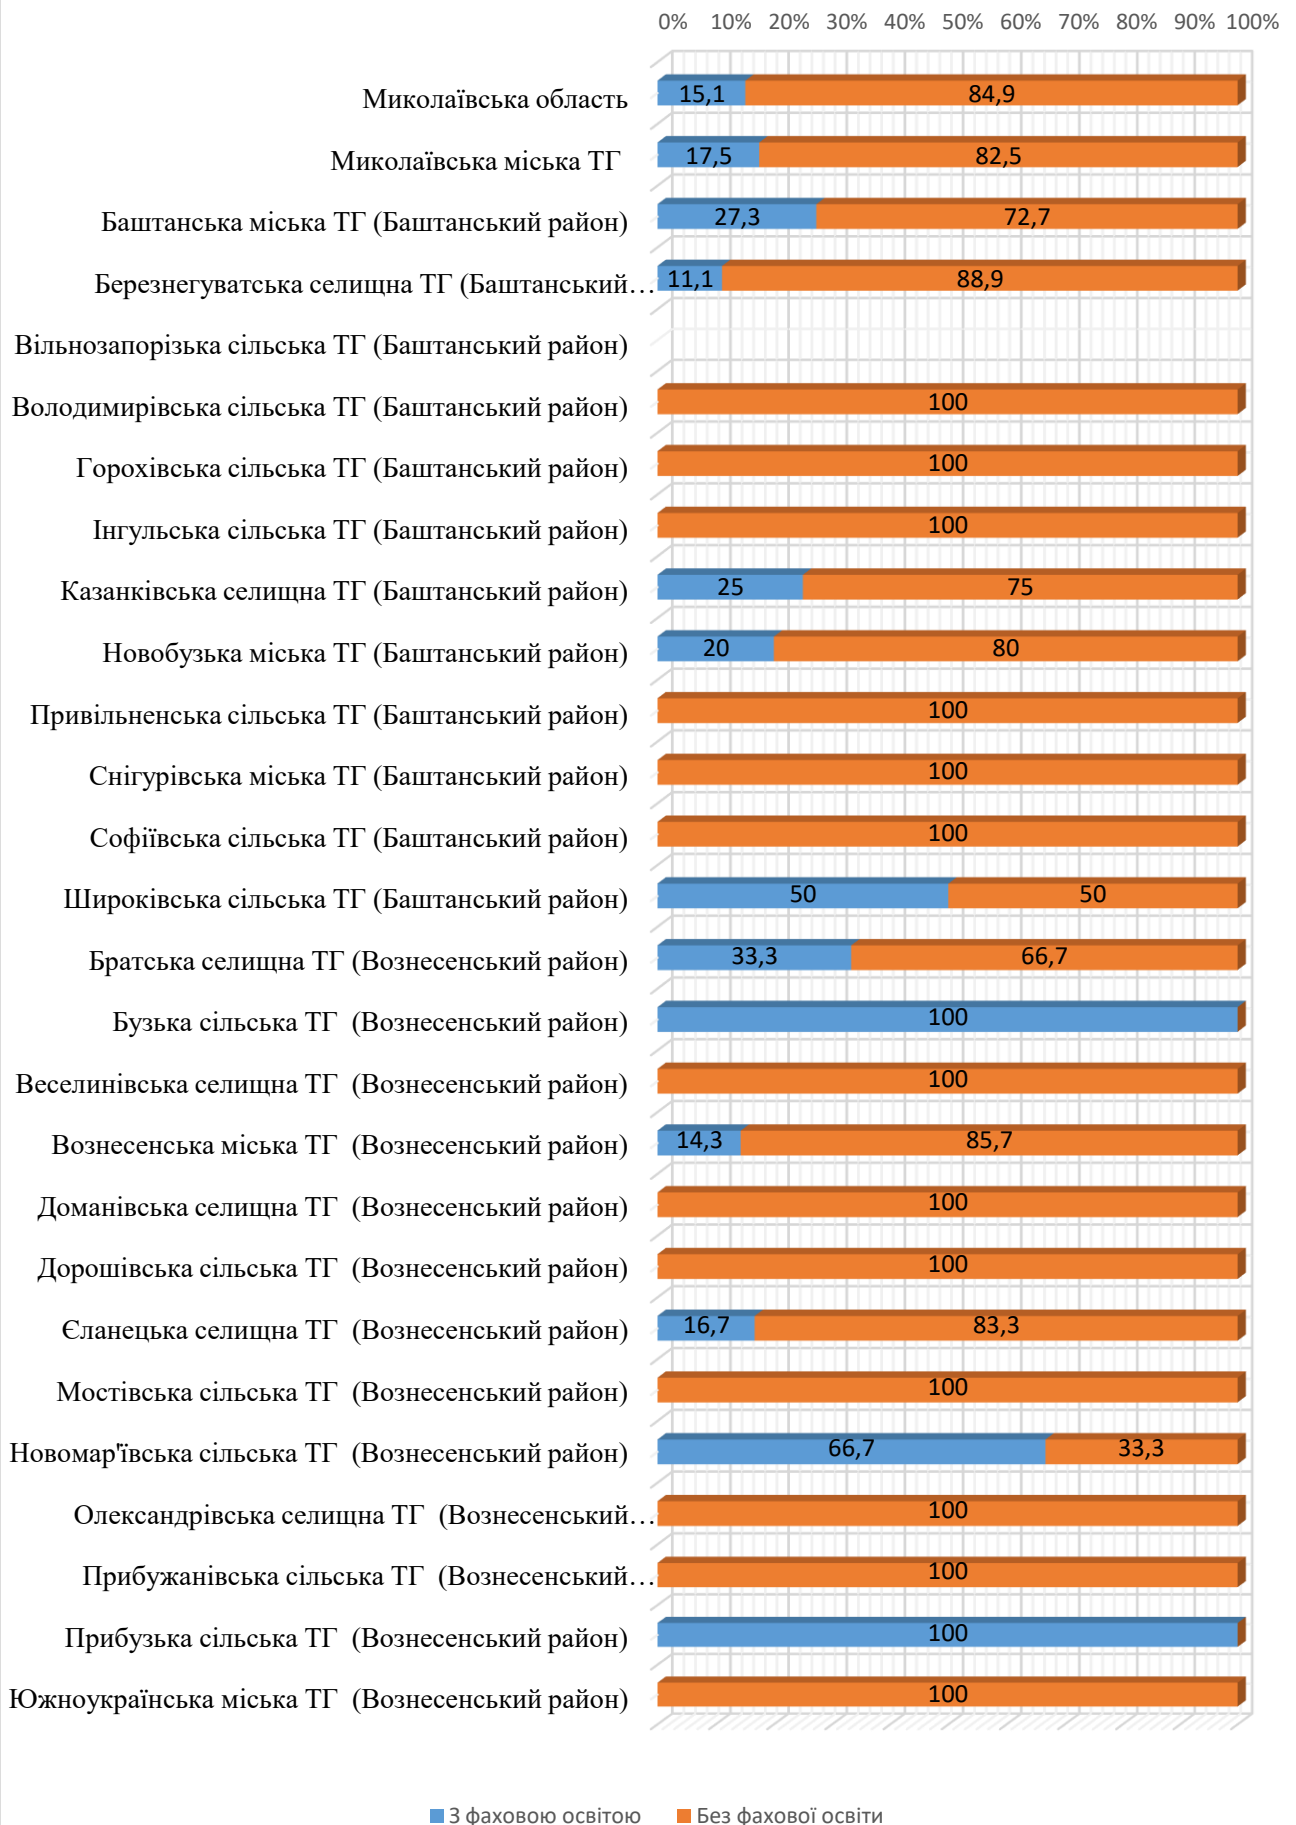 0% 10% 20% 30% 40% 50% 60% 70% 80% 90% 100%
Миколаївська область 15,1 84,9
Миколаївська міська ТГ 17,5 82,5
Баштанська міська ТГ (Баштанський район) 27,3 72,7
Березнегуватська селищна ТГ (Баштанський… 11,1 88,9
Вільнозапорізька сільська ТГ (Баштанський район)
Володимирівська сільська ТГ (Баштанський район) 100
Горохівська сільська ТГ (Баштанський район) 100
Інгульська сільська ТГ (Баштанський район) 100
Казанківська селищна ТГ (Баштанський район) 25 75
Новобузька міська ТГ (Баштанський район) 20 80
Привільненська сільська ТГ (Баштанський район) 100
Снігурівська міська ТГ (Баштанський район) 100
Софіївська сільська ТГ (Баштанський район) 100
Широківська сільська ТГ (Баштанський район) 50 50
Братська селищна ТГ (Вознесенський район) 33,3 66,7
Бузька сільська ТГ (Вознесенський район) 100
Веселинівська селищна ТГ (Вознесенський район) 100
Вознесенська міська ТГ (Вознесенський район) 14,3 85,7
Доманівська селищна ТГ (Вознесенський район) 100
Дорошівська сільська ТГ (Вознесенський район) 100
Єланецька селищна ТГ (Вознесенський район) 16,7 83,3
Мостівська сільська ТГ (Вознесенський район) 100
Новомар'ївська сільська ТГ (Вознесенський район) 66,7 33,3
Олександрівська селищна ТГ (Вознесенський… 100
Прибужанівська сільська ТГ (Вознесенський… 100
Прибузька сільська ТГ (Вознесенський район) 100
Южноукраїнська міська ТГ (Вознесенський район) 100
З фаховою освітою Без фахової освіти